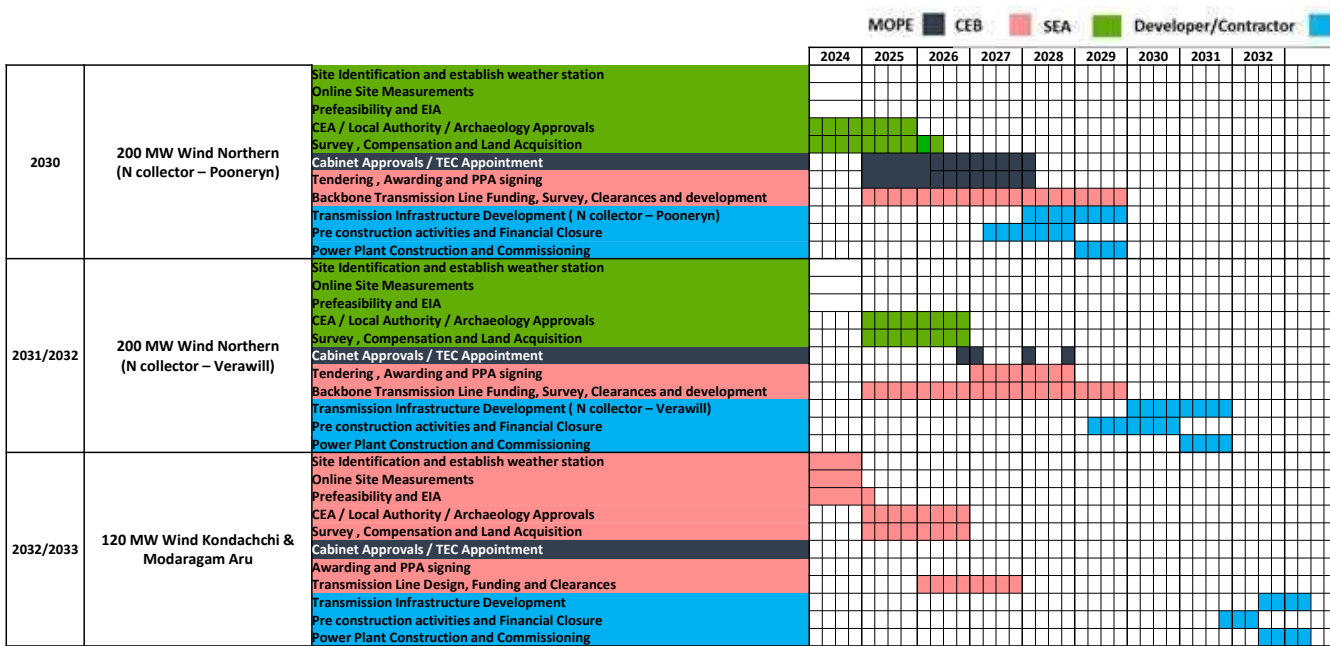 MOPE CEB SEA Developer/Contractor
2024 2025 2026 2027 2028 2029 2030 2031 2032
2030
200 MW Wind Northern
(N collector – Pooneryn)
Site Identification and establish weather station
Online Site Measurements
Prefeasibility and EIA
CEA / Local Authority / Archaeology Approvals
Survey , Compensation and Land Acquisition
Cabinet Approvals / TEC Appointment
Tendering , Awarding and PPA signing
Backbone Transmission Line Funding, Survey, Clearances and development
Transmission Infrastructure Development ( N collector – Pooneryn)
Pre construction activities and Financial Closure
Power Plant Construction and Commissioning
2031/2032
200 MW Wind Northern
(N collector – Verawill)
Site Identification and establish weather station
Online Site Measurements
Prefeasibility and EIA
CEA / Local Authority / Archaeology Approvals
Survey , Compensation and Land Acquisition
Cabinet Approvals / TEC Appointment
Tendering , Awarding and PPA signing
Backbone Transmission Line Funding, Survey, Clearances and development
Transmission Infrastructure Development ( N collector – Verawill)
Pre construction activities and Financial Closure
Power Plant Construction and Commissioning
2032/2033
120 MW Wind Kondachchi &
Modaragam Aru
Site Identification and establish weather station
Online Site Measurements
Prefeasibility and EIA
CEA / Local Authority / Archaeology Approvals
Survey , Compensation and Land Acquisition
Cabinet Approvals / TEC Appointment
Awarding and PPA signing
Transmission Line Design, Funding and Clearances
Transmission Infrastructure Development
Pre construction activities and Financial Closure
Power Plant Construction and Commissioning